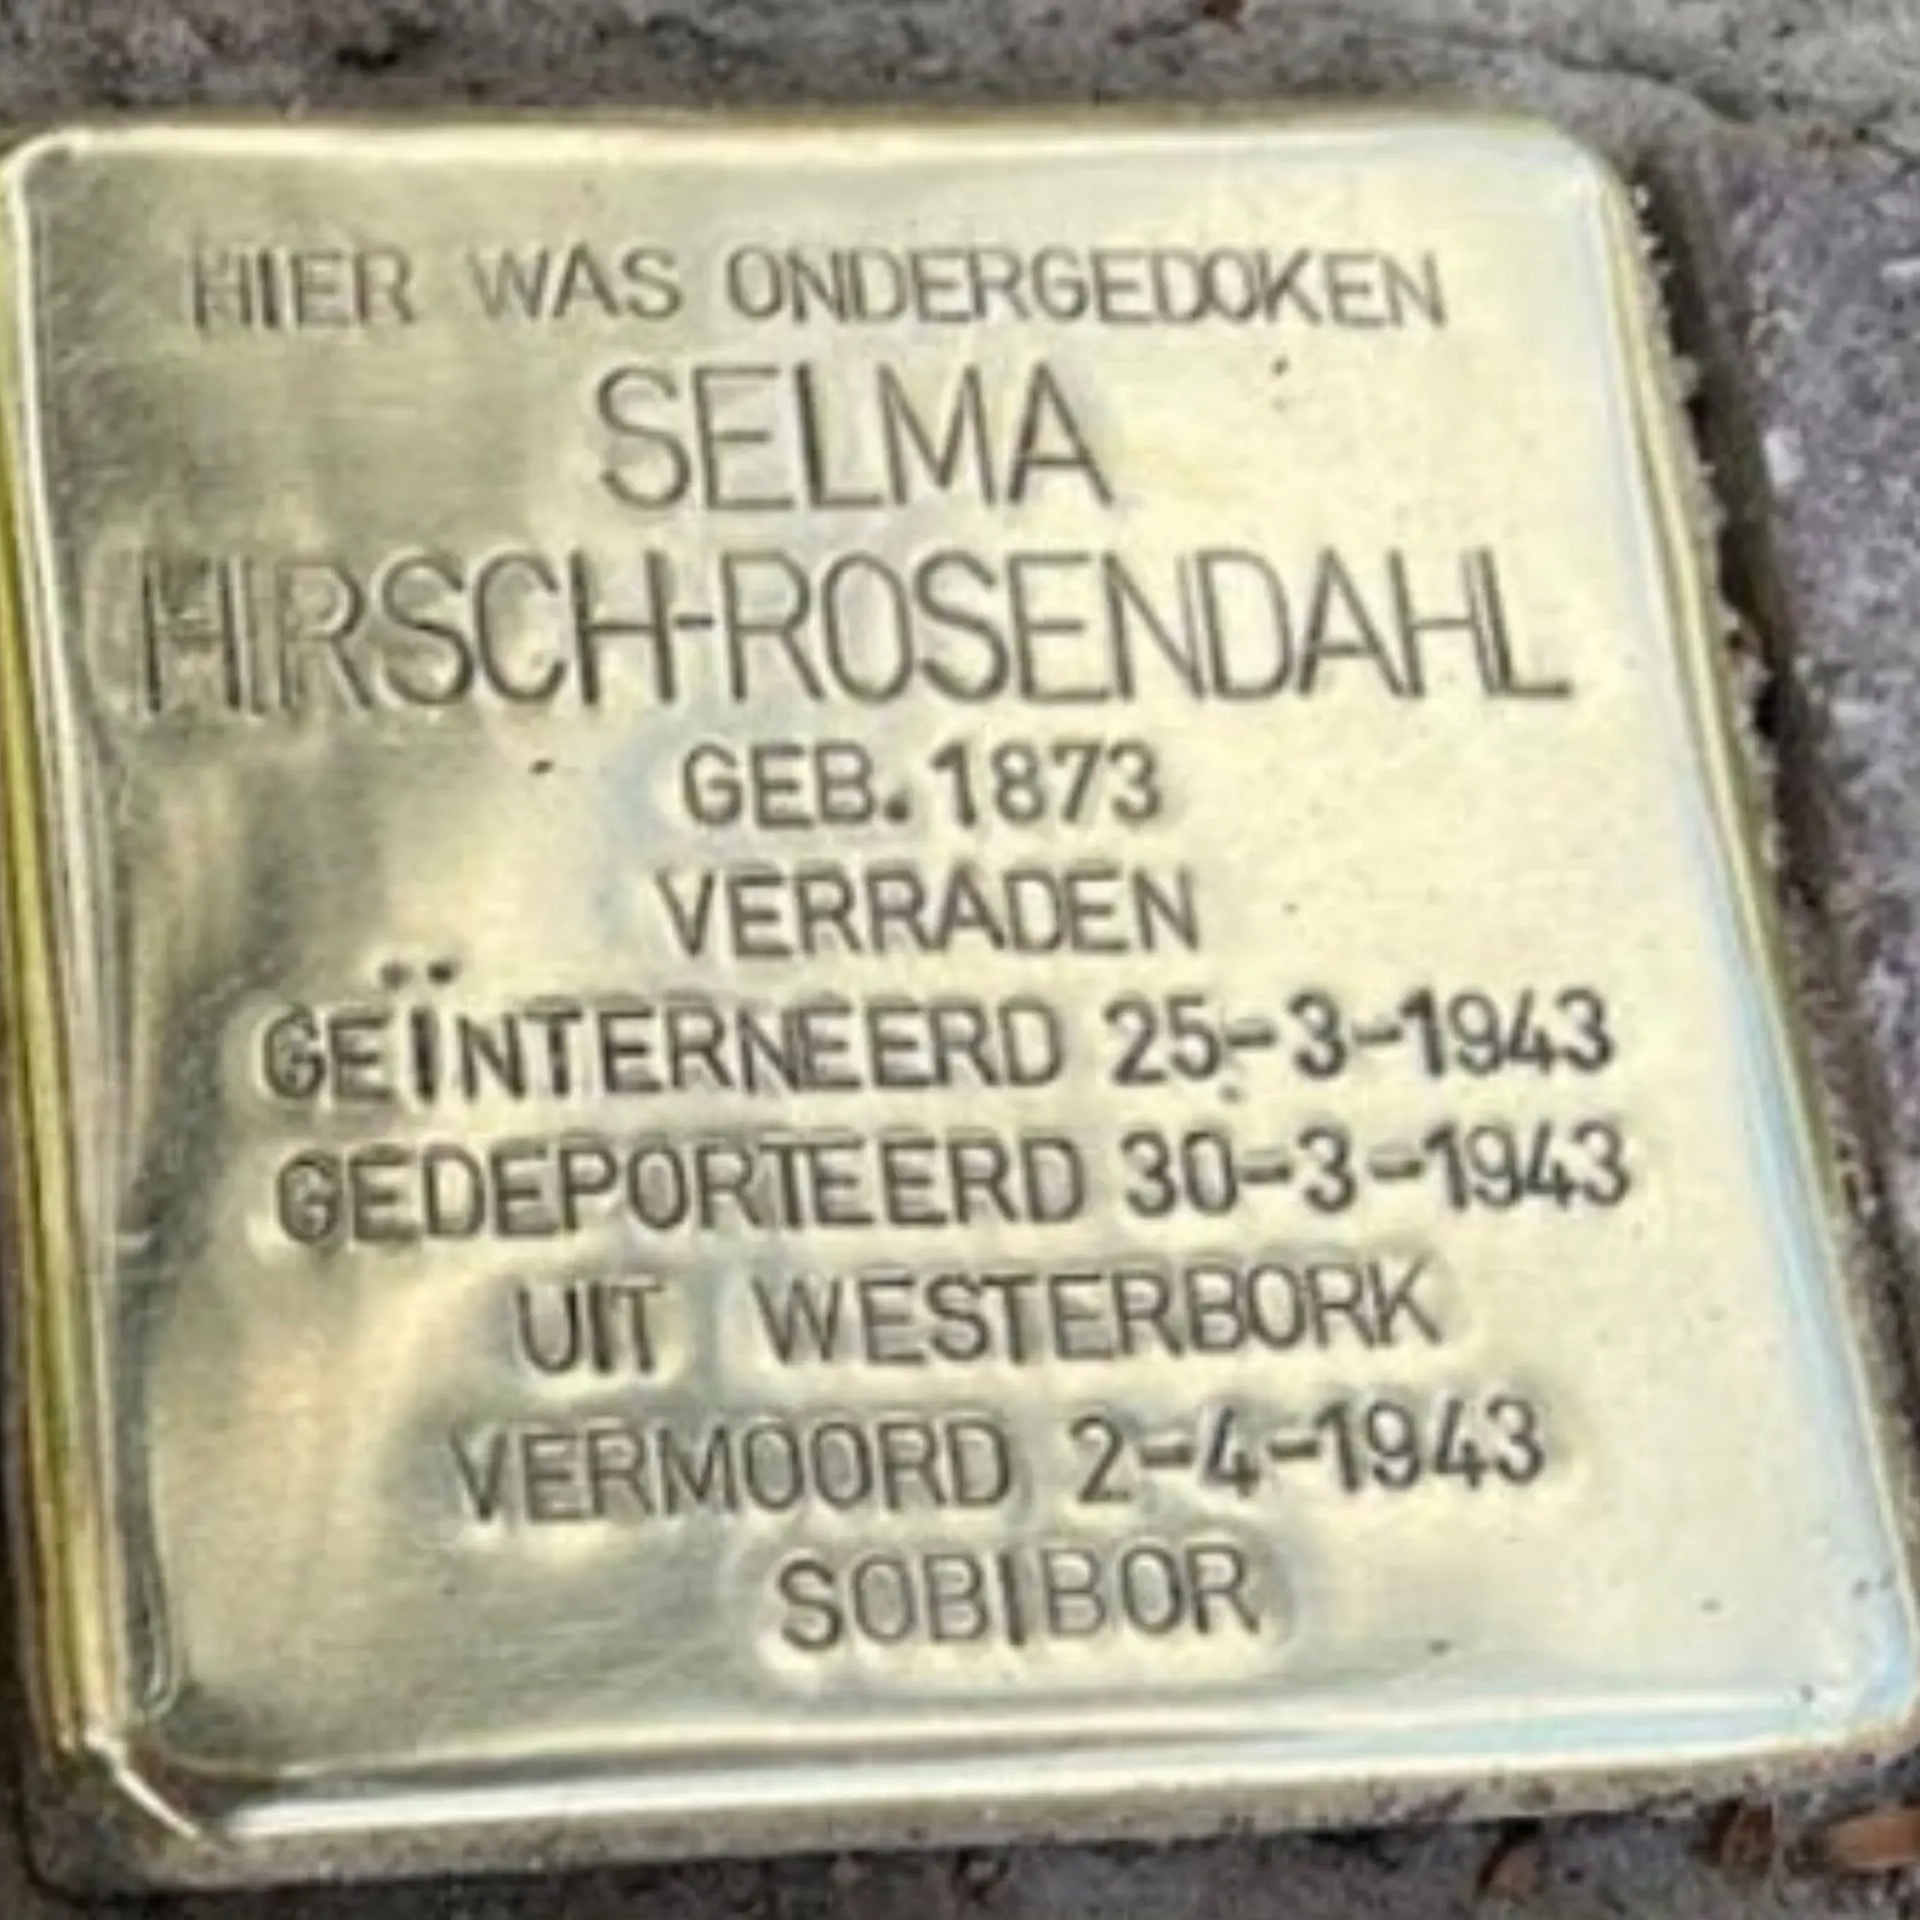 HIER WAS ONDERGEDOKEN
SELMA
HIRSCH-ROSENDAHL
GEB. 1873
VERRADEN
GEÏNTERNEERD 25-3-1943
GEDEPORTEERD 30-3-1943
UIT WESTERBORK
VERMOORD 2-4-1943
SOBIBOR